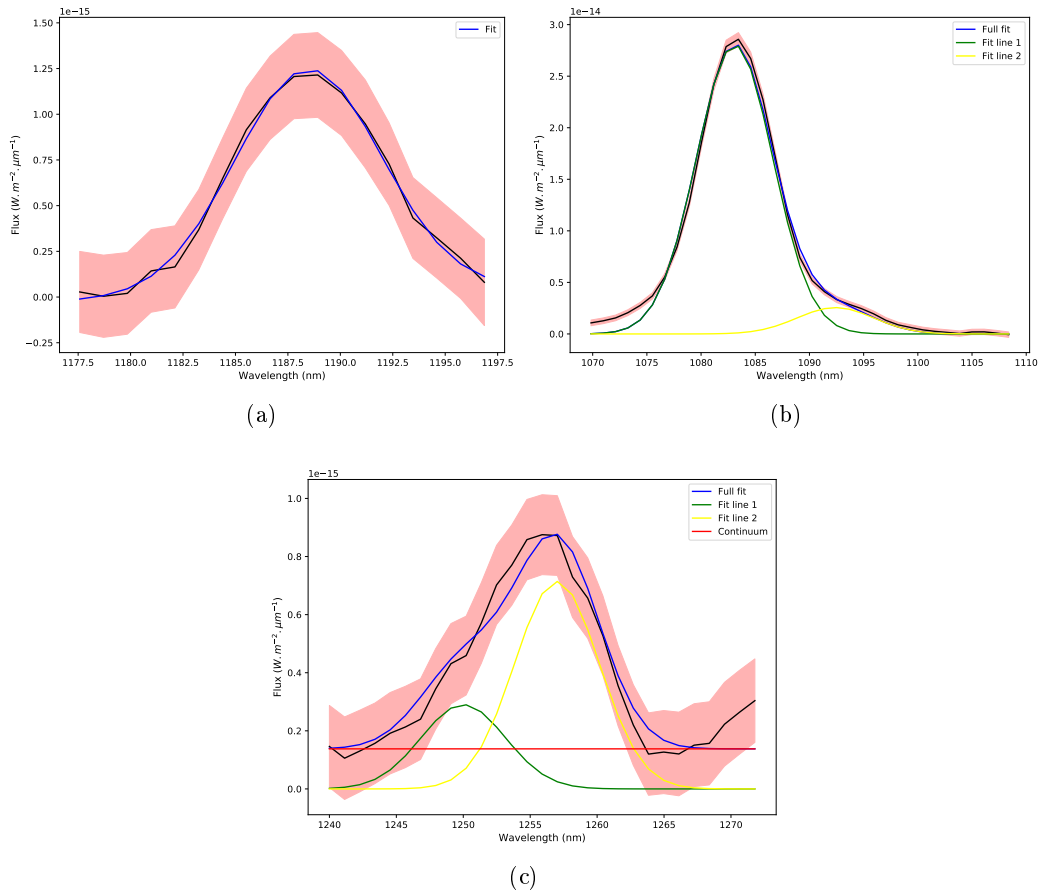 1e−15
Fit
1.50
1.25
1.00
0.75
0.50
0.25
0.00
−0.25
Flux (W. m⁻². μm⁻¹)
1177.5 1180.0 1182.5 1185.0 1187.5 1190.0 1192.5 1195.0 1197.5
Wavelength (nm)
(a)
1e−14
Full fit
Fit line 1
Fit line 2
3.0
2.5
2.0
1.5
1.0
0.5
0.0
Flux (W. m⁻². μm⁻¹)
1070 1075 1080 1085 1090 1095 1100 1105 1110
Wavelength (nm)
(b)
1e−15
Full fit
Fit line 1
Fit line 2
Continuum
1.0
0.8
0.6
0.4
0.2
0.0
Flux (W. m⁻². μm⁻¹)
1240 1245 1250 1255 1260 1265 1270
Wavelength (nm)
(c)